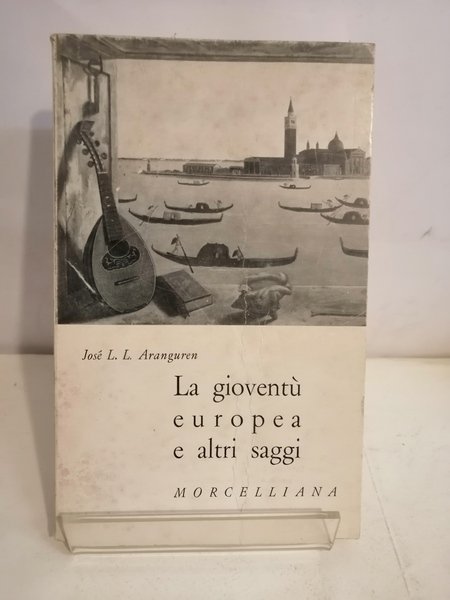 José L. L. Aranguren
La gioventù
europea
e altri saggi
MORCELLIANA